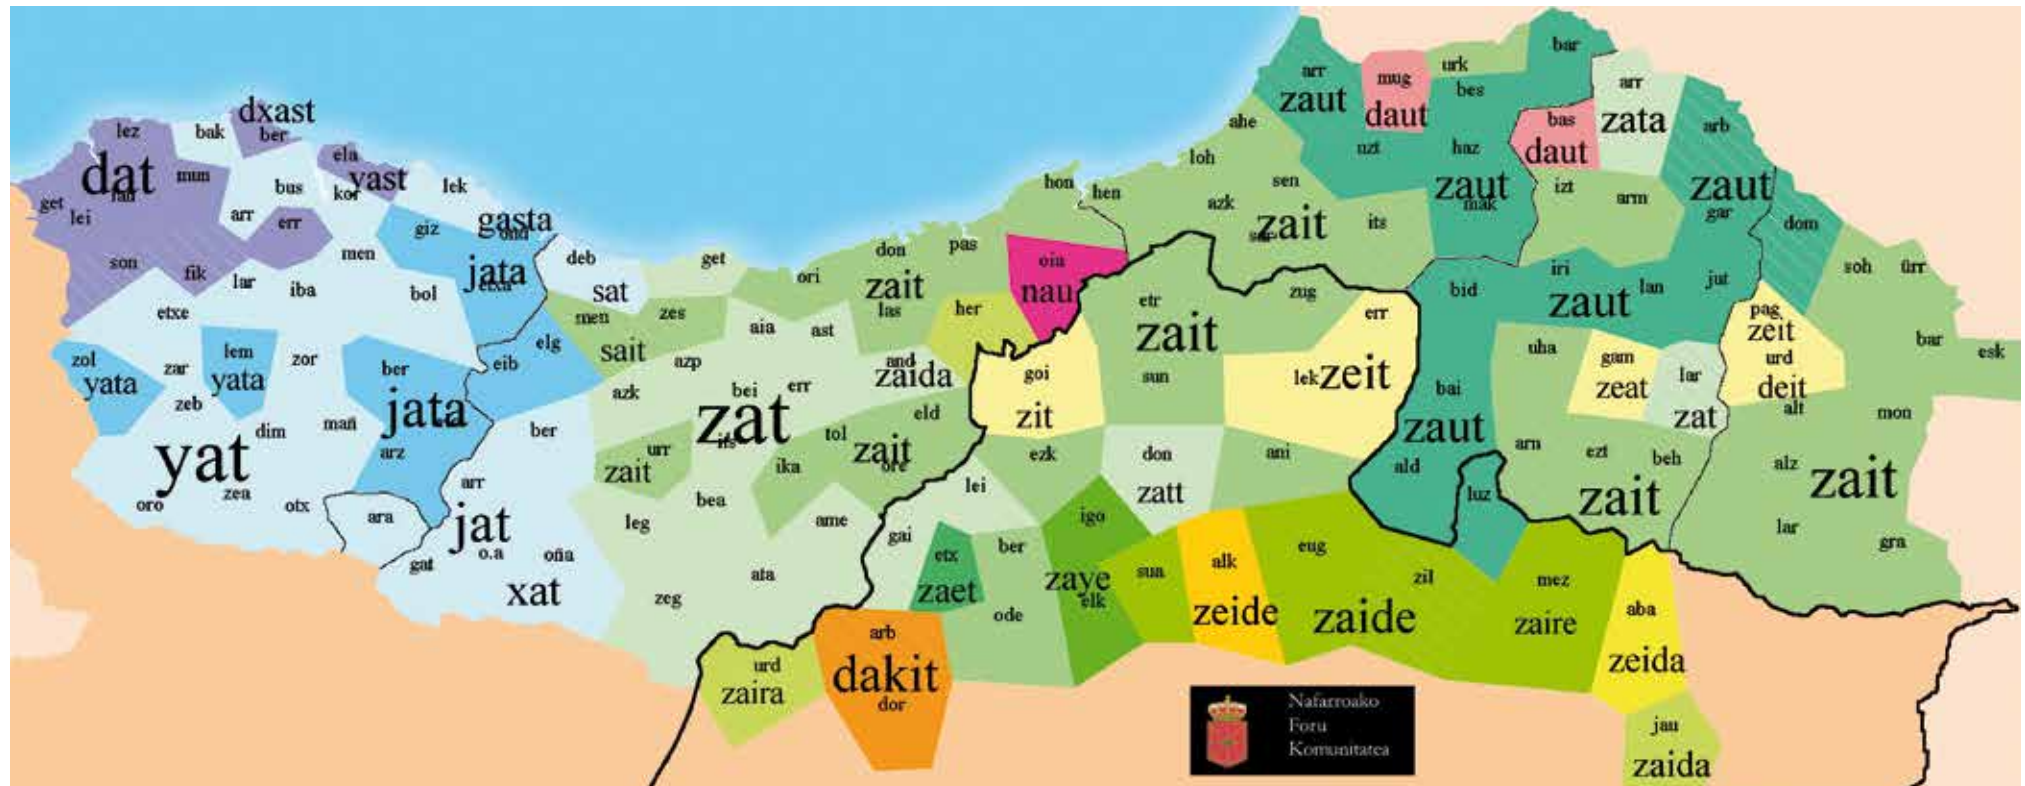 lez
bak
dxast
ber
dat
mun
get
lei
ela
yast
kor
lek
bus
arr
err
giz
gasta
ond
son
fik
lar
iba
men
bol
jata
etxa
etxe
zol
yata
zar
lem
yata
zor
zeb
dim
mañ
ber
jata
arz
yat
oro
zea
otx
ara
deb
sat
men
sait
elg
eib
ber
arr
jat
o.a
oña
gat
xat
get
zes
ori
don
zait
las
pas
hon
hen
oia
nau
her
aia
ast
azp
and
zaida
azk
bei
err
zat
eld
tol
zait
ika
urr
zait
bea
leg
ame
ata
zeg
urd
zaira
arb
dakit
dor
goi
zit
ezk
lei
gai
etx
zaet
ber
ode
igo
zaye
elk
sua
alk
zeide
eug
zaide
zil
mez
zaire
aba
zeida
jau
zaida
etr
zait
sun
zug
err
lek
zeit
don
zatt
ani
ahe
loh
sen
azk
zait
its
arr
zaut
mug
daut
urk
bes
bar
uzt
haz
zaut
mak
bas
daut
arr
zata
arb
izt
arm
zaut
gar
dom
bid
iri
zaut
lan
jut
bai
zaut
ald
luz
uha
gam
zeat
lar
zat
arn
ezt
beh
zait
pag
zeit
urd
deit
alt
soh
ürr
bar
esk
mon
alz
zait
lar
gra
Nafarroako
Foru
Komunitatea